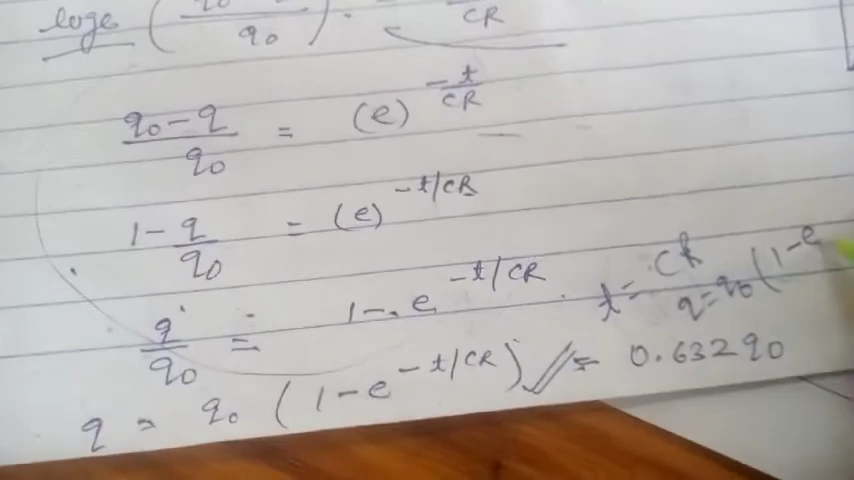 loge ( q0 ) . CR
q0 - q / q0 = (e)^-t/CR
1 - q/q0 = (e)^-t/CR
q/q0 = 1 - e^-t/CR t = CR
q = q0 (1 - e
q = q0 (1 - e^-t/CR) // = 0.632 q0